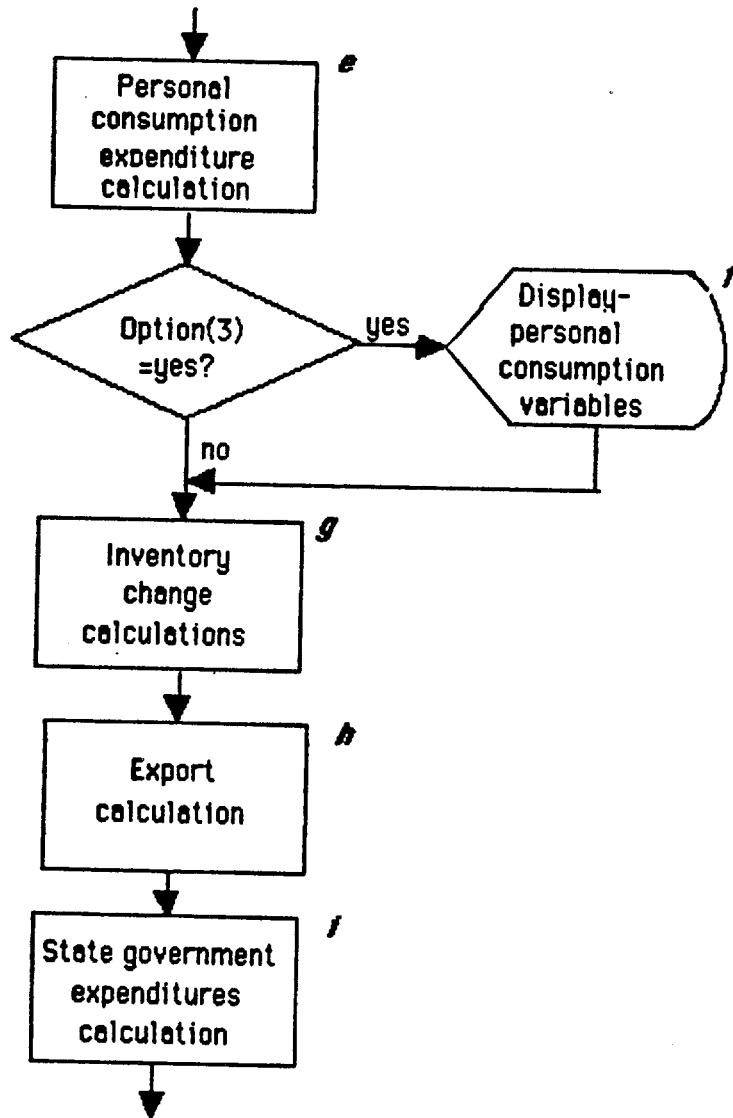 e
Personal
consumption
expenditure
calculation
Option(3)
=yes?
yes
f
Display-
personal
consumption
variables
no
g
Inventory
change
calculations
h
Export
calculation
i
State government
expenditures
calculation